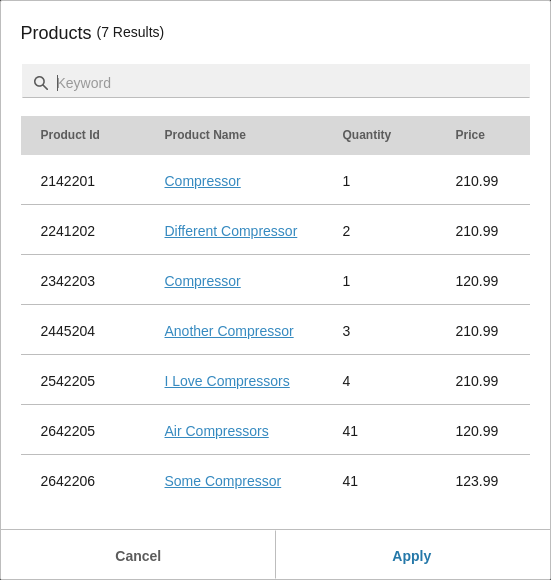 Products (7 Results)
Keyword
Product Id Product Name Quantity Price
2142201 Compressor 1 210.99
2241202 Different Compressor 2 210.99
2342203 Compressor 1 120.99
2445204 Another Compressor 3 210.99
2542205 I Love Compressors 4 210.99
2642205 Air Compressors 41 120.99
2642206 Some Compressor 41 123.99
Cancel Apply